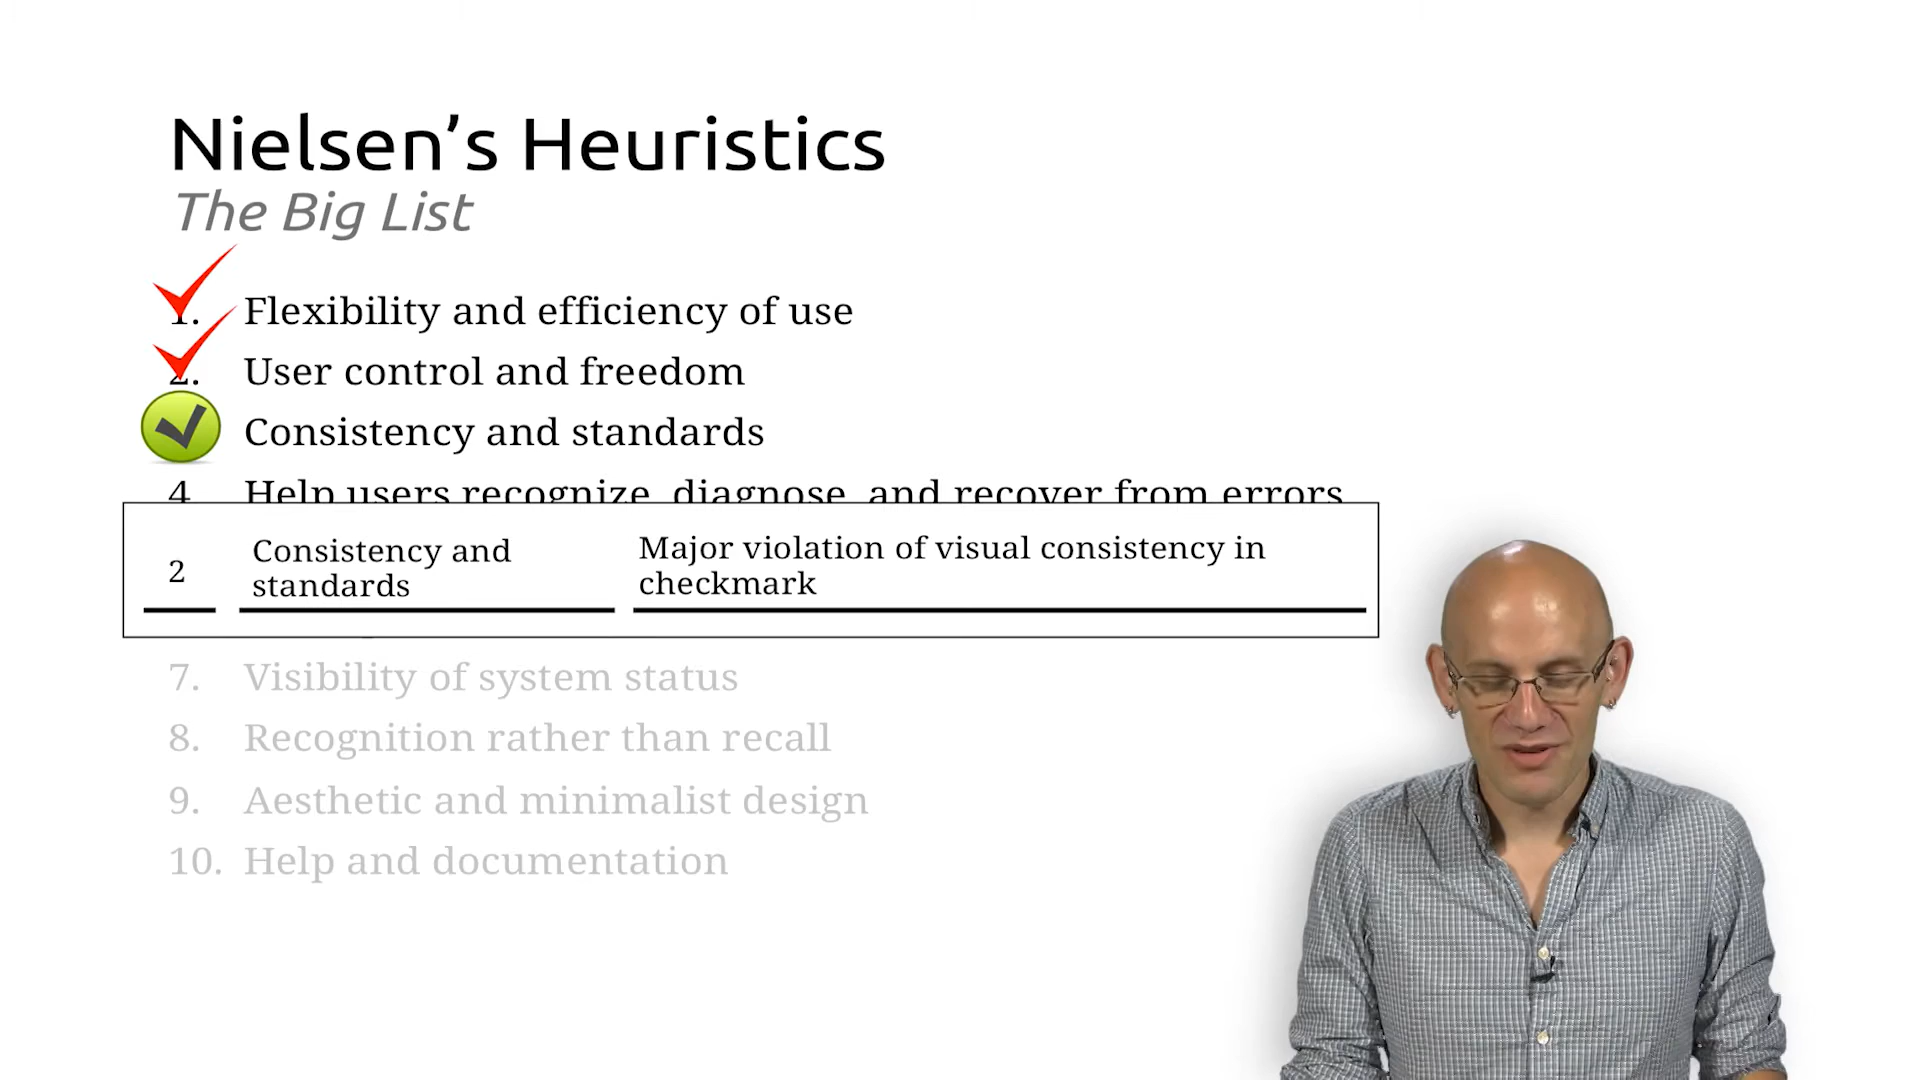 Nielsen’s Heuristics
The Big List
1. Flexibility and efficiency of use
2. User control and freedom
Consistency and standards
4 Help users recognize, diagnose, and recover from errors
2 Consistency and standards Major violation of visual consistency in checkmark
7. Visibility of system status
8. Recognition rather than recall
9. Aesthetic and minimalist design
10. Help and documentation